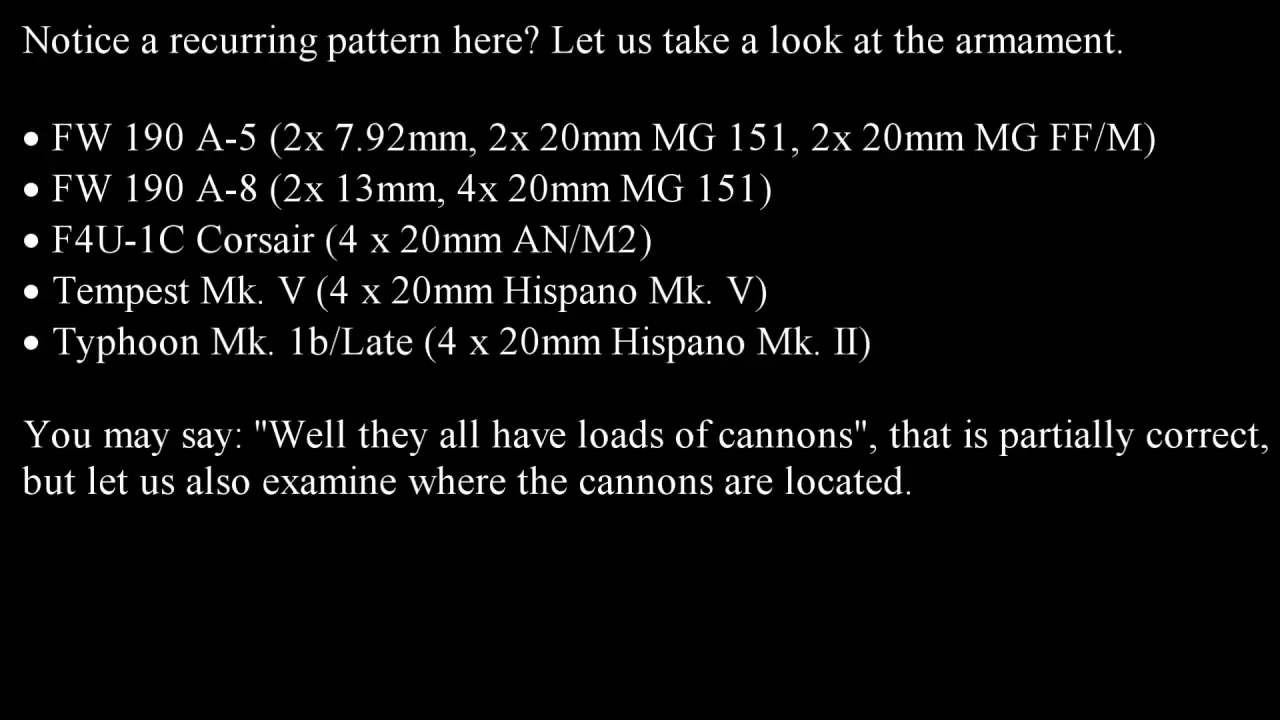 Notice a recurring pattern here? Let us take a look at the armament.
• FW 190 A-5 (2x 7.92mm, 2x 20mm MG 151, 2x 20mm MG FF/M)
• FW 190 A-8 (2x 13mm, 4x 20mm MG 151)
• F4U-1C Corsair (4 x 20mm AN/M2)
• Tempest Mk. V (4 x 20mm Hispano Mk. V)
• Typhoon Mk. 1b/Late (4 x 20mm Hispano Mk. II)
You may say: "Well they all have loads of cannons", that is partially correct,
but let us also examine where the cannons are located.